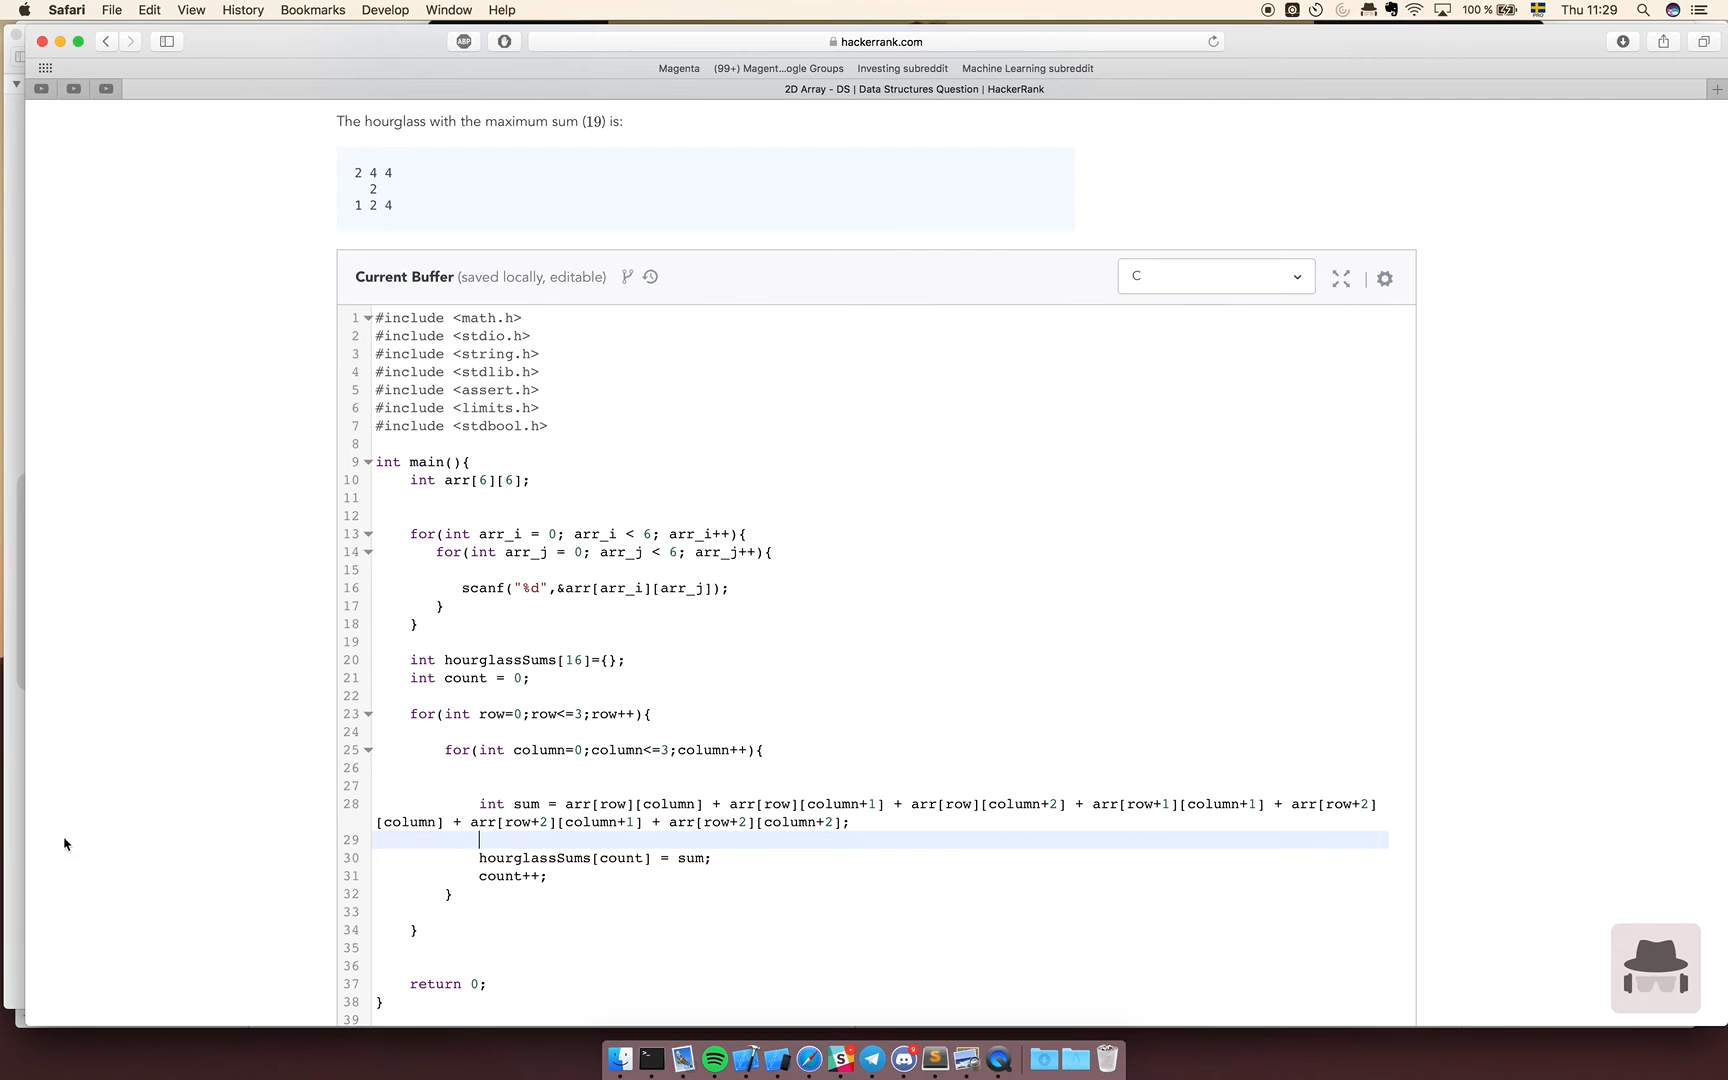 Safari File Edit View History Bookmarks Develop Window Help 100 % Thu 11:29
ABP hackerrank.com
Magenta (99+) Magent...ogle Groups Investing subreddit Machine Learning subreddit
2D Array - DS | Data Structures Question | HackerRank
The hourglass with the maximum sum (19) is:
2 4 4
2
1 2 4
Current Buffer (saved locally, editable) C
1 #include <math.h>
2 #include <stdio.h>
3 #include <string.h>
4 #include <stdlib.h>
5 #include <assert.h>
6 #include <limits.h>
7 #include <stdbool.h>
8
9 int main(){
10 int arr[6][6];
11
12
13 for(int arr_i = 0; arr_i < 6; arr_i++){
14 for(int arr_j = 0; arr_j < 6; arr_j++){
15
16 scanf("%d",&arr[arr_i][arr_j]);
17 }
18 }
19
20 int hourglassSums[16]={};
21 int count = 0;
22
23 for(int row=0;row<=3;row++){
24
25 for(int column=0;column<=3;column++){
26
27
28 int sum = arr[row][column] + arr[row][column+1] + arr[row][column+2] + arr[row+1][column+1] + arr[row+2]
[column] + arr[row+2][column+1] + arr[row+2][column+2];
29
30 hourglassSums[count] = sum;
31 count++;
32 }
33
34 }
35
36
37 return 0;
38 }
39